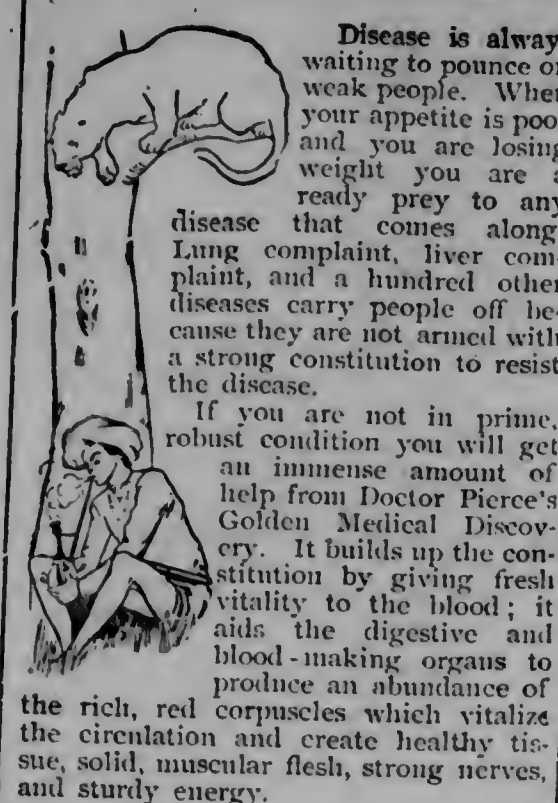 Disease is alway
waiting to pounce o
weak people. When
your appetite is poo
and you are losing
weight you are a
ready prey to any
disease that comes along
Lung complaint, liver com-
plaint, and a hundred other
diseases carry people off be-
cause they are not armed with
a strong constitution to resist
the disease.
If you are not in prime,
robust condition you will get
an immense amount of
help from Doctor Pierce's
Golden Medical Discov-
ery. It builds up the con-
stitution by giving fresh
vitality to the blood; it
aids the digestive and
blood-making organs to
produce an abundance of
the rich, red corpuscles which vitalize
the circulation and create healthy tis-
sue, solid, muscular flesh, strong nerves,
and sturdy energy.